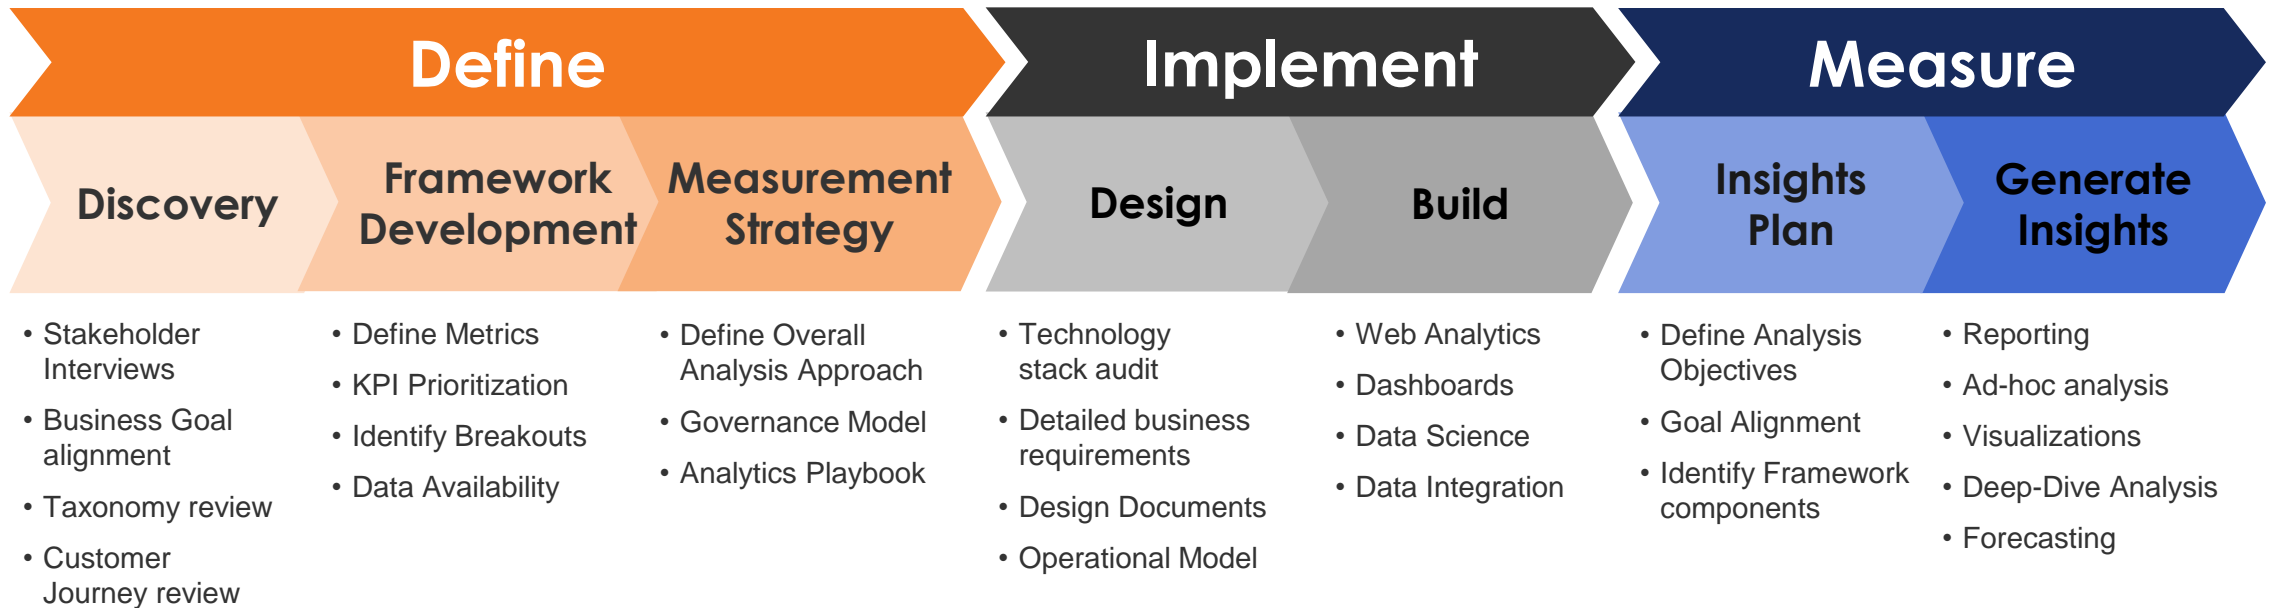 Define
Implement
Measure
Discovery
Framework
Development
Measurement
Strategy
Design
Build
Insights
Plan
Generate
Insights
• Stakeholder
Interviews
• Business Goal
alignment
• Taxonomy review
• Customer
Journey review
• Define Metrics
• KPI Prioritization
• Identify Breakouts
• Data Availability
• Define Overall
Analysis Approach
• Governance Model
• Analytics Playbook
• Technology
stack audit
• Detailed business
requirements
• Design Documents
• Operational Model
• Web Analytics
• Dashboards
• Data Science
• Data Integration
• Define Analysis
Objectives
• Goal Alignment
• Identify Framework
components
• Reporting
• Ad-hoc analysis
• Visualizations
• Deep-Dive Analysis
• Forecasting